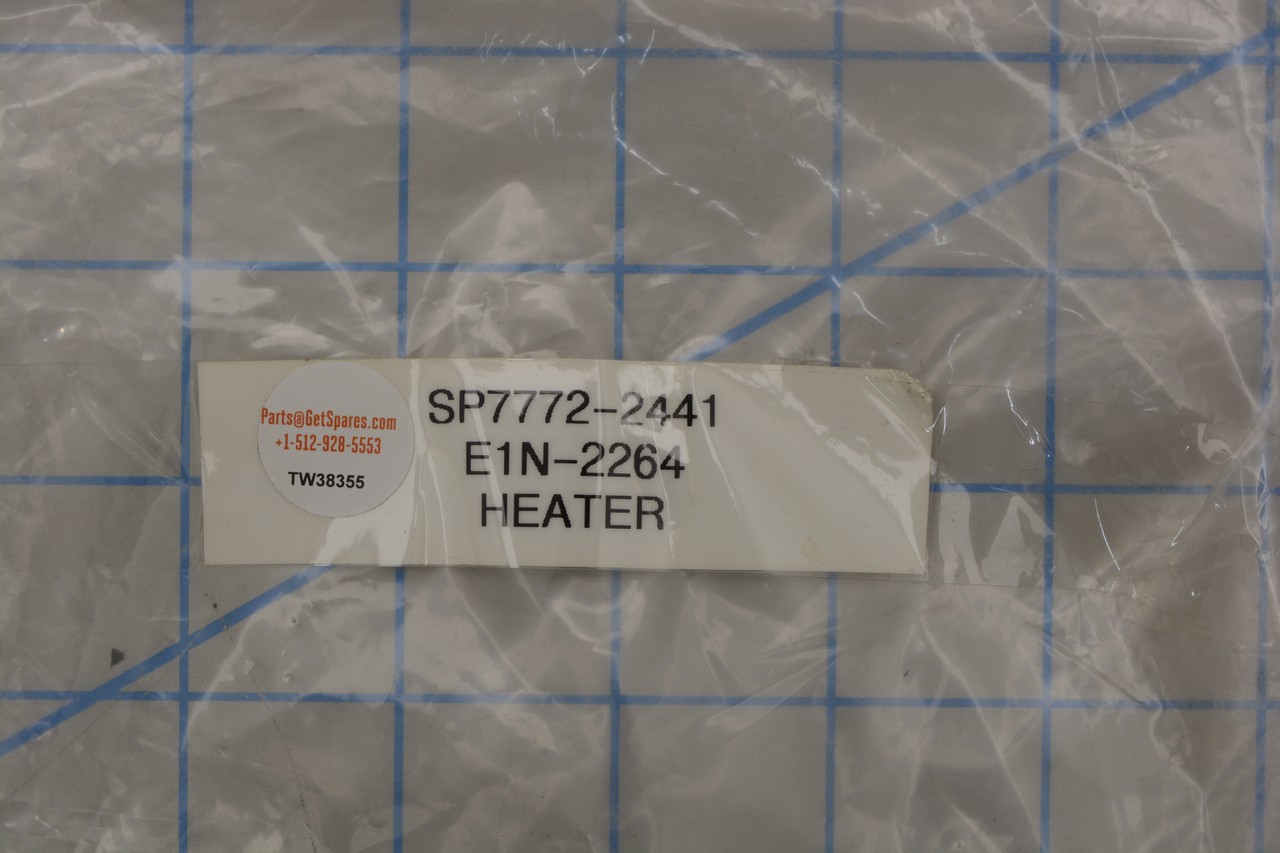 Parts@GetSpares.com
+1-512-928-5553
TW38355
SP7772-2441
E1N-2264
HEATER